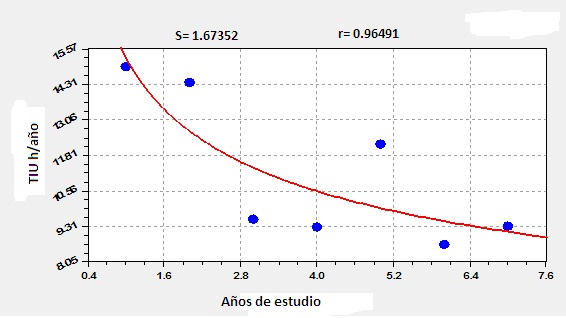 S= 1.67352 r= 0.96491
15.57
14.31
13.06
11.81
10.56
9.31
8.05
TIU h/año
0.4 1.6 2.8 4.0 5.2 6.4 7.6
Años de estudio